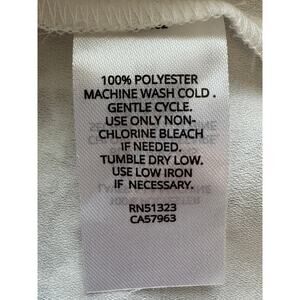 100% POLYESTER
MACHINE WASH COLD .
GENTLE CYCLE.
USE ONLY NON-
CHLORINE BLEACH
IF NEEDED.
TUMBLE DRY LOW.
USE LOW IRON
IF NECESSARY.
RN51323
CA57963